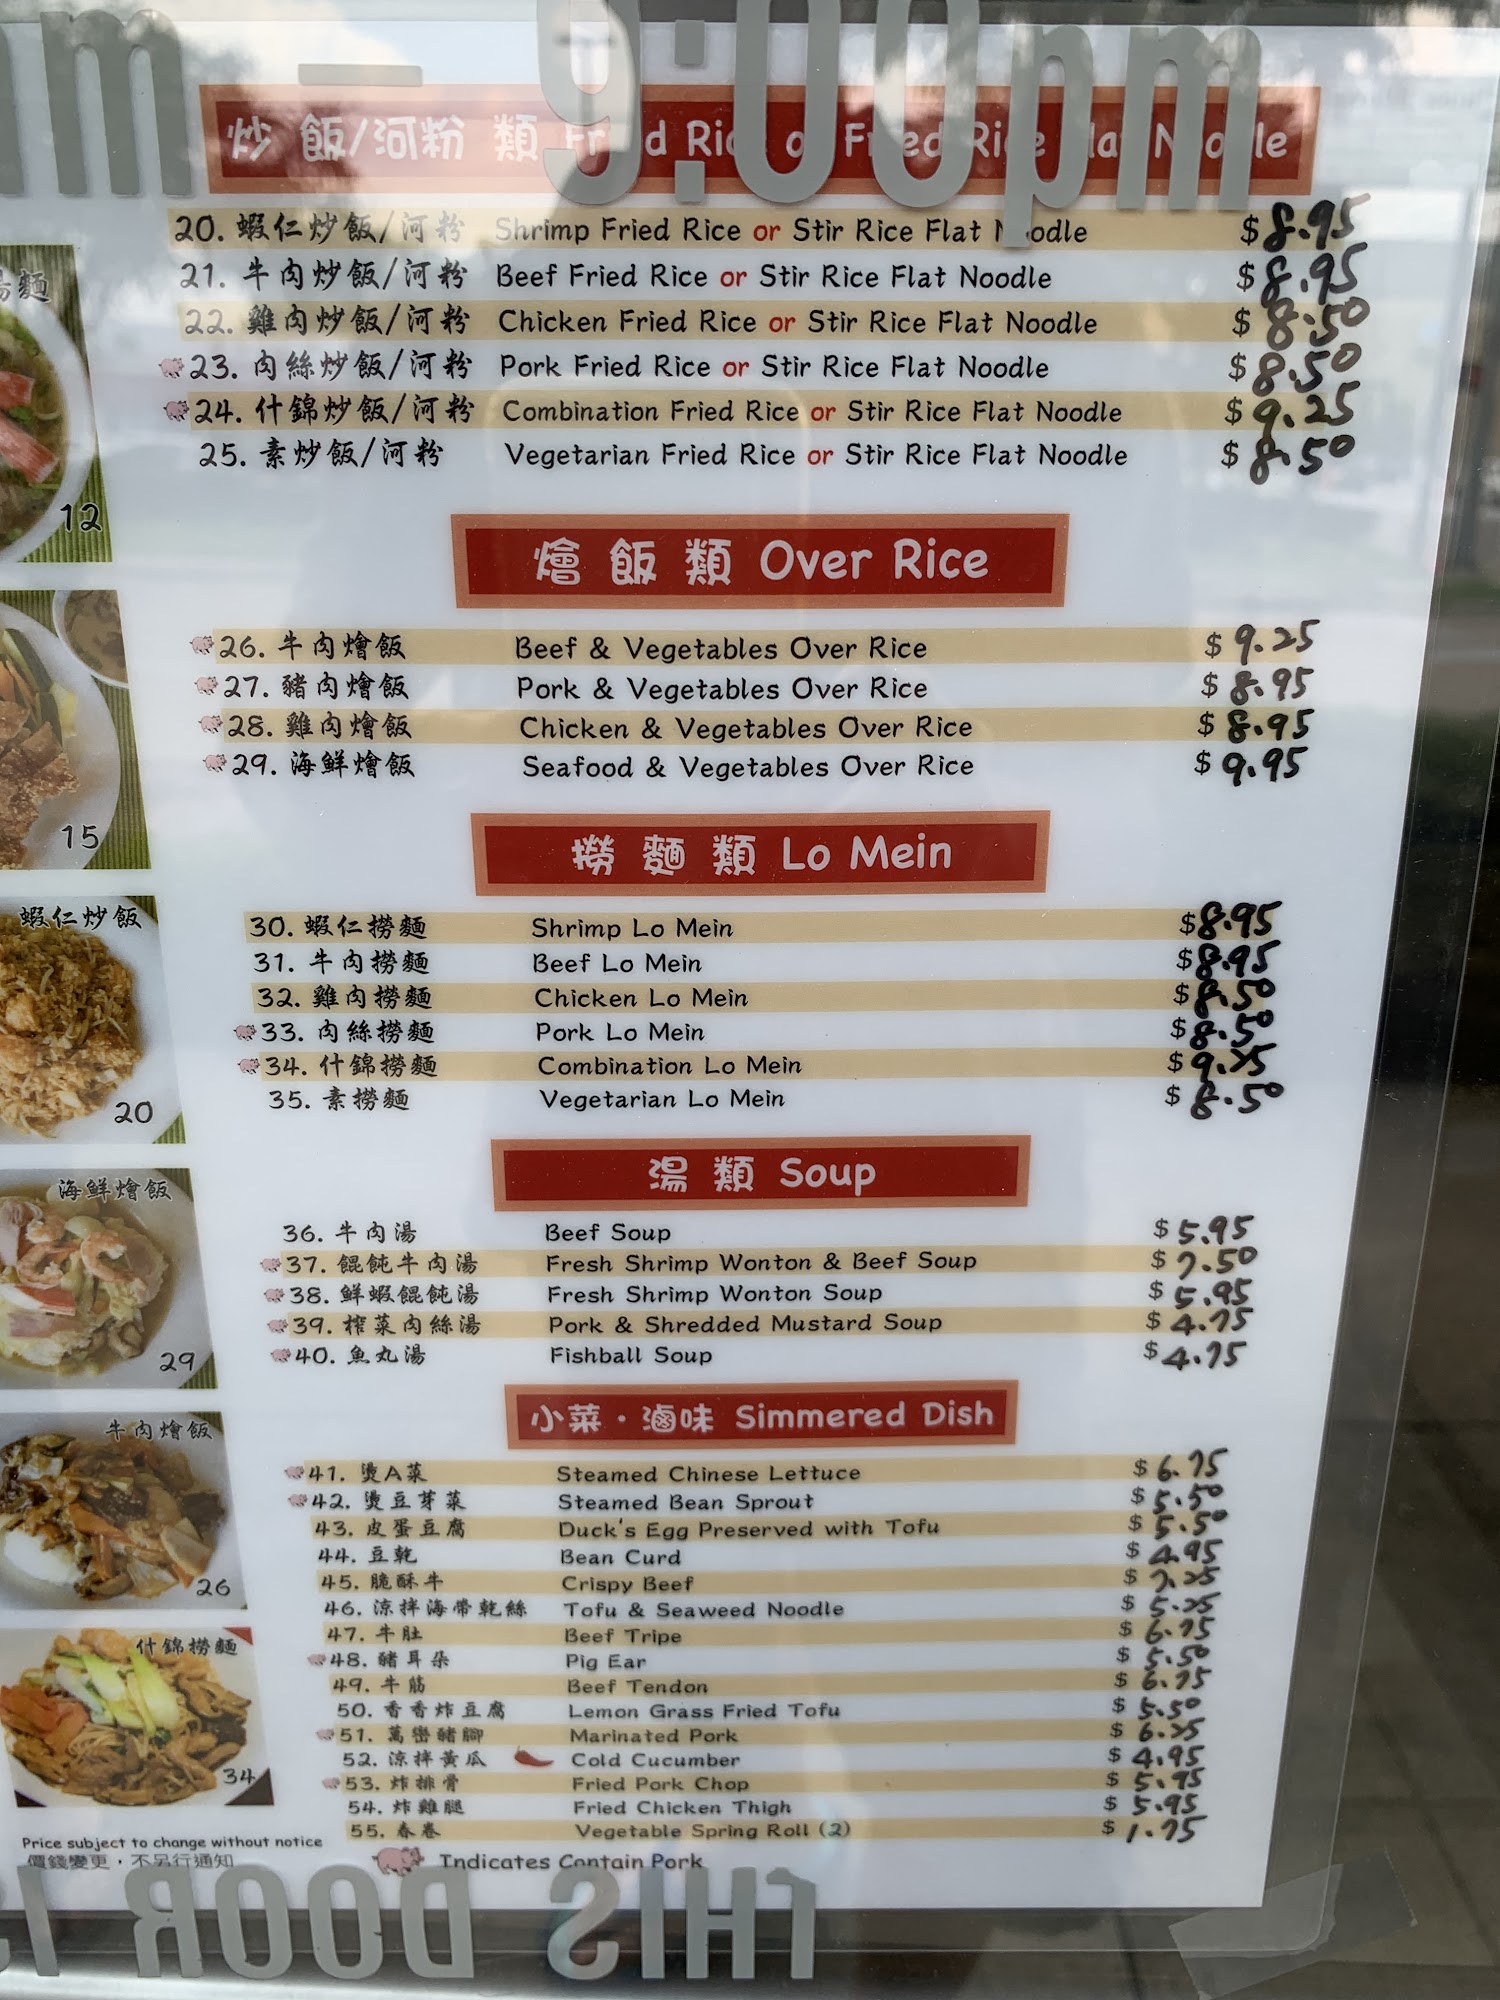 am – 9:00pm
炒 飯/河粉 類 Fried Rice or Fried Rice Flat Noodle
20. 蝦仁炒飯/河粉 Shrimp Fried Rice or Stir Rice Flat Noodle $8.95
21. 牛肉炒飯/河粉 Beef Fried Rice or Stir Rice Flat Noodle $8.95
22. 雞肉炒飯/河粉 Chicken Fried Rice or Stir Rice Flat Noodle $8.50
23. 肉絲炒飯/河粉 Pork Fried Rice or Stir Rice Flat Noodle $8.50
24. 什錦炒飯/河粉 Combination Fried Rice or Stir Rice Flat Noodle $9.25
25. 素炒飯/河粉 Vegetarian Fried Rice or Stir Rice Flat Noodle $8.50
燴 飯 類 Over Rice
26. 牛肉燴飯 Beef & Vegetables Over Rice $9.25
27. 豬肉燴飯 Pork & Vegetables Over Rice $8.95
28. 雞肉燴飯 Chicken & Vegetables Over Rice $8.95
29. 海鮮燴飯 Seafood & Vegetables Over Rice $9.95
撈 麵 類 Lo Mein
30. 蝦仁撈麵 Shrimp Lo Mein $8.95
31. 牛肉撈麵 Beef Lo Mein $8.95
32. 雞肉撈麵 Chicken Lo Mein $8.50
33. 肉絲撈麵 Pork Lo Mein $8.50
34. 什錦撈麵 Combination Lo Mein $9.25
35. 素撈麵 Vegetarian Lo Mein $8.50
湯 類 Soup
36. 牛肉湯 Beef Soup $5.95
37. 餛飩牛肉湯 Fresh Shrimp Wonton & Beef Soup $7.50
38. 鮮蝦餛飩湯 Fresh Shrimp Wonton Soup $5.95
39. 榨菜肉絲湯 Pork & Shredded Mustard Soup $4.75
40. 魚丸湯 Fishball Soup $4.75
小菜・滷味 Simmered Dish
41. 燙A菜 Steamed Chinese Lettuce $6.75
42. 燙豆芽菜 Steamed Bean Sprout $5.50
43. 皮蛋豆腐 Duck's Egg Preserved with Tofu $5.50
44. 豆乾 Bean Curd $4.95
45. 脆酥牛 Crispy Beef $7.25
46. 涼拌海帶乾絲 Tofu & Seaweed Noodle $5.25
47. 牛肚 Beef Tripe $6.75
48. 豬耳朵 Pig Ear $5.50
49. 牛筋 Beef Tendon $6.75
50. 香香炸豆腐 Lemon Grass Fried Tofu $5.50
51. 萬巒豬腳 Marinated Pork $6.25
52. 涼拌黃瓜 Cold Cucumber $4.95
53. 炸排骨 Fried Pork Chop $5.95
54. 炸雞腿 Fried Chicken Thigh $5.95
55. 春卷 Vegetable Spring Roll (2) $1.75
Indicates Contain Pork
湯麵
12
15
蝦仁炒飯
20
海鮮燴飯
29
牛肉燴飯
26
什錦撈麵
34
Price subject to change without notice
價錢變更，不另行通知
THIS DOOR